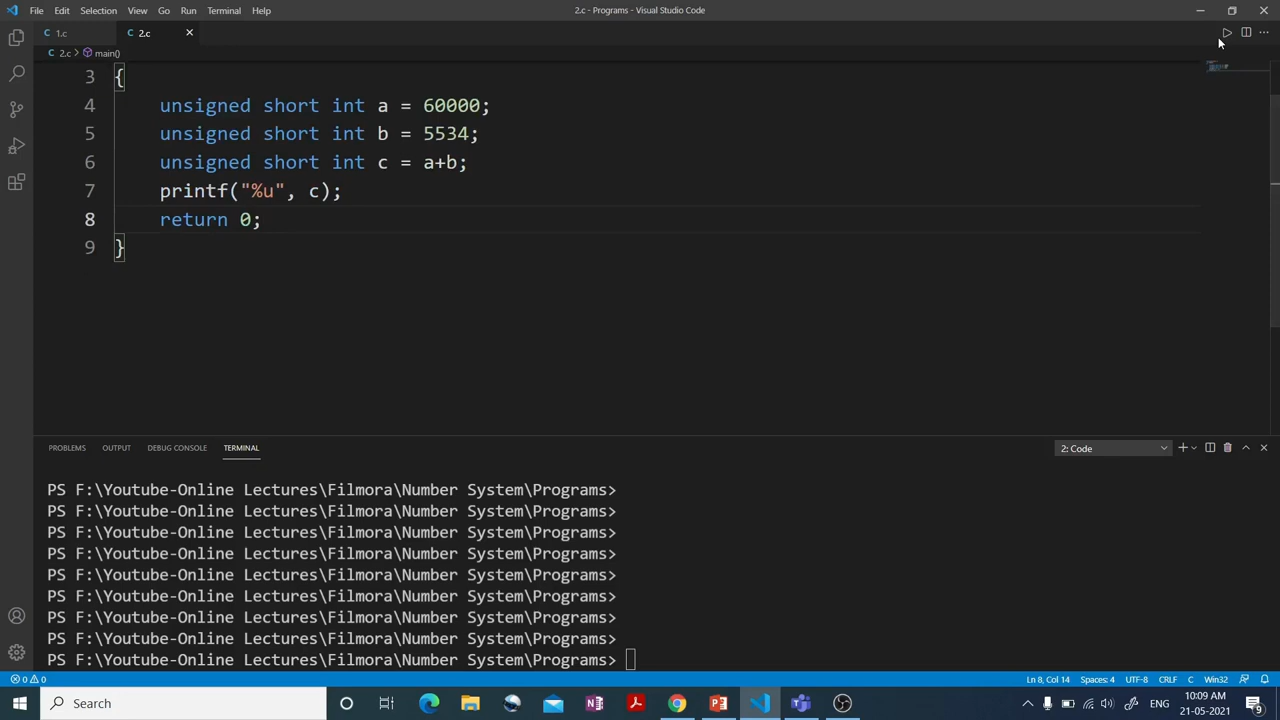 File Edit Selection View Go Run Terminal Help 2.c - Programs - Visual Studio Code
C 1.c C 2.c
C 2.c > main()
3 {
4 unsigned short int a = 60000;
5 unsigned short int b = 5534;
6 unsigned short int c = a+b;
7 printf("%u", c);
8 return 0;
9 }
PROBLEMS OUTPUT DEBUG CONSOLE TERMINAL 2: Code
PS F:\Youtube-Online Lectures\Filmora\Number System\Programs>
PS F:\Youtube-Online Lectures\Filmora\Number System\Programs>
PS F:\Youtube-Online Lectures\Filmora\Number System\Programs>
PS F:\Youtube-Online Lectures\Filmora\Number System\Programs>
PS F:\Youtube-Online Lectures\Filmora\Number System\Programs>
PS F:\Youtube-Online Lectures\Filmora\Number System\Programs>
PS F:\Youtube-Online Lectures\Filmora\Number System\Programs>
PS F:\Youtube-Online Lectures\Filmora\Number System\Programs>
PS F:\Youtube-Online Lectures\Filmora\Number System\Programs>
0 0 Ln 8, Col 14 Spaces: 4 UTF-8 CRLF C Win32
Search ENG 10:09 AM
21-05-2021 9